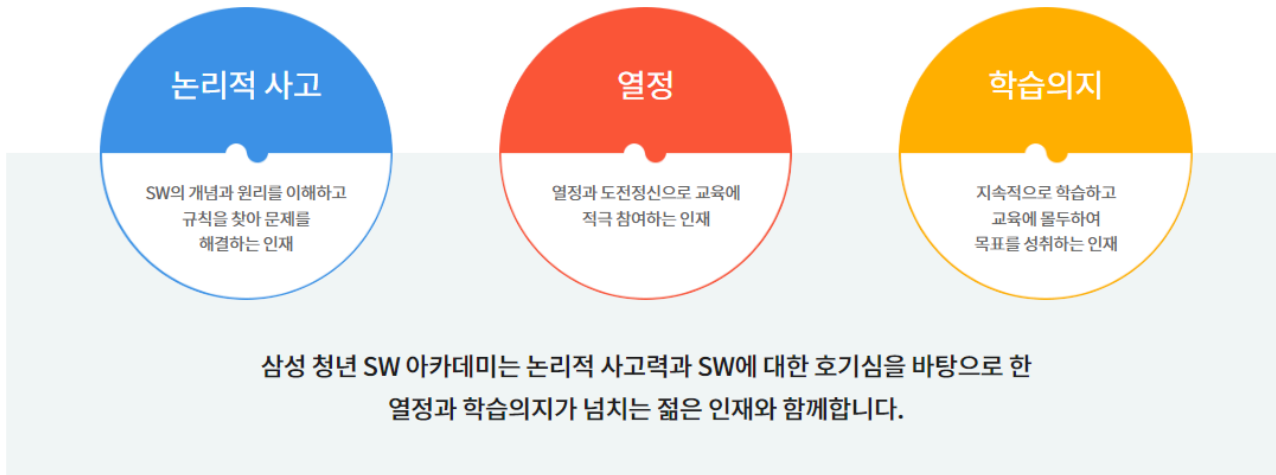 논리적 사고
SW의 개념과 원리를 이해하고
규칙을 찾아 문제를
해결하는 인재
열정
열정과 도전정신으로 교육에
적극 참여하는 인재
학습의지
지속적으로 학습하고
교육에 몰두하여
목표를 성취하는 인재
삼성 청년 SW 아카데미는 논리적 사고력과 SW에 대한 호기심을 바탕으로 한
열정과 학습의지가 넘치는 젊은 인재와 함께합니다.